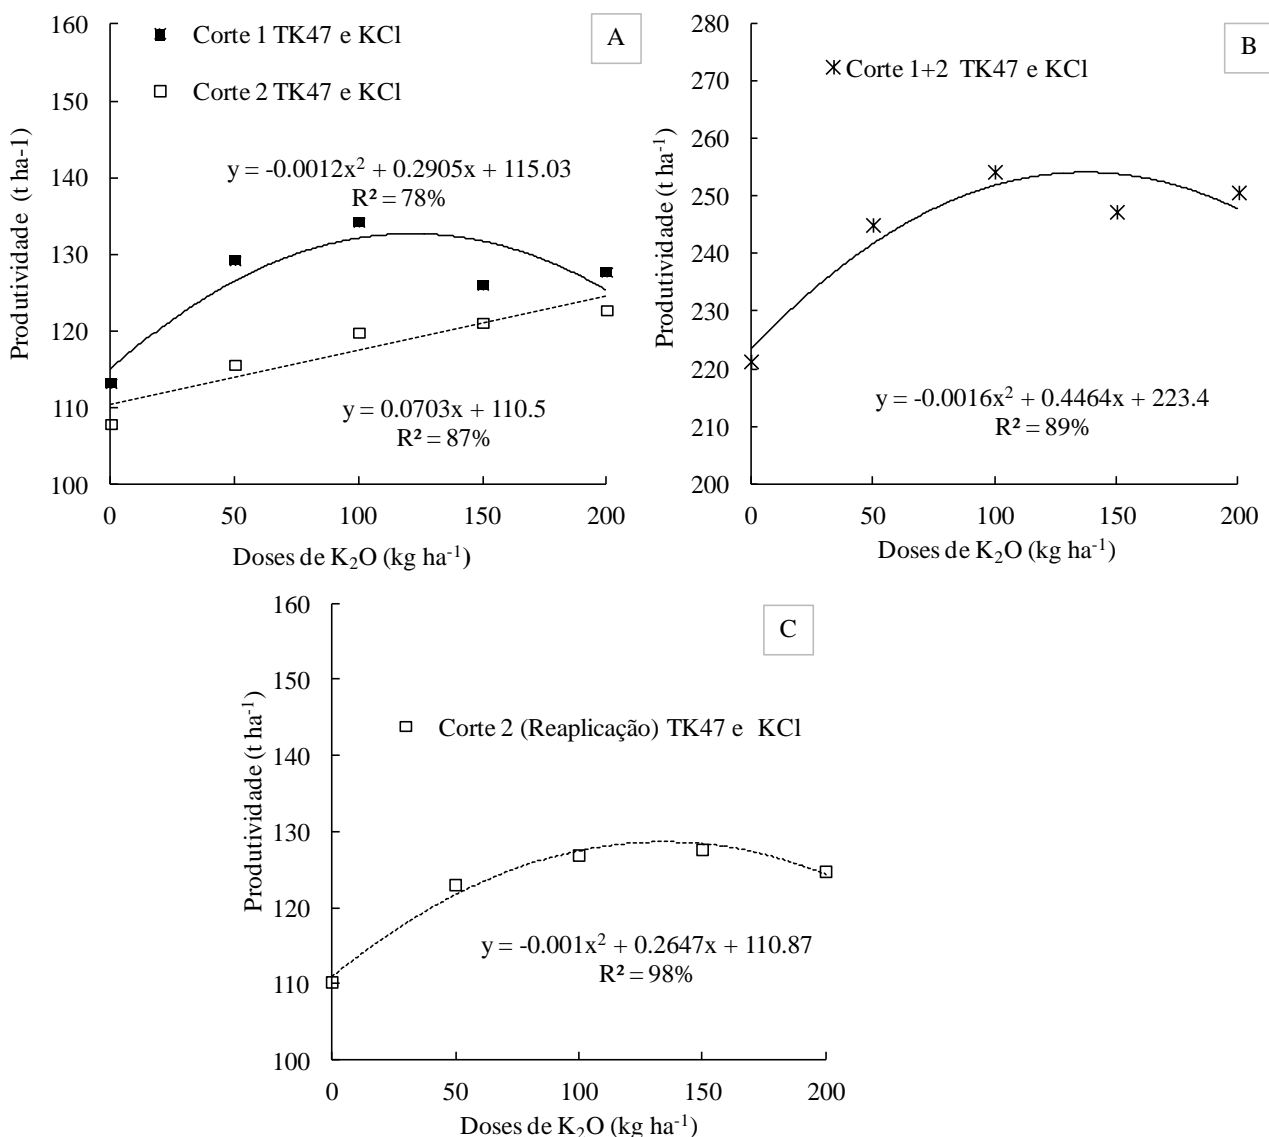 A
Corte 1 TK47 e KCl
Corte 2 TK47 e KCl
Produtividade (t ha-1)
160
150
140
130
120
110
100
y = -0.0012x² + 0.2905x + 115.03
R² = 78%
y = 0.0703x + 110.5
R² = 87%
0 50 100 150 200
Doses de K₂O (kg ha⁻¹)
B
Corte 1+2 TK47 e KCl
Produtividade (t ha⁻¹)
280
270
260
250
240
230
220
210
200
y = -0.0016x² + 0.4464x + 223.4
R² = 89%
0 50 100 150 200
Doses de K₂O (kg ha⁻¹)
C
Corte 2 (Reaplicação) TK47 e KCl
Produtividade (t ha⁻¹)
160
150
140
130
120
110
100
y = -0.001x² + 0.2647x + 110.87
R² = 98%
0 50 100 150 200
Doses de K₂O (kg ha⁻¹)